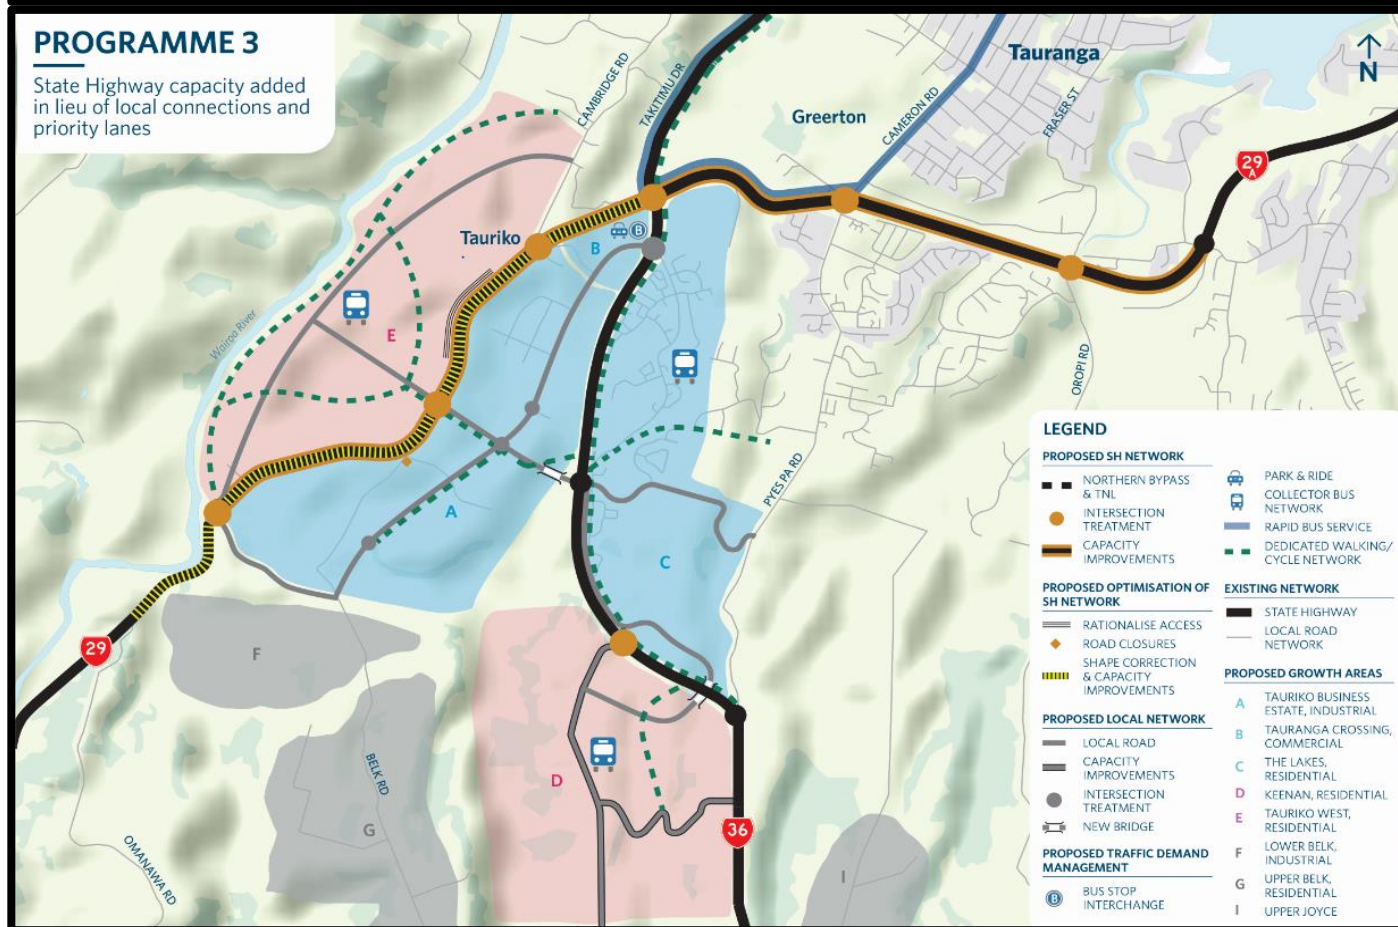 PROGRAMME 3
State Highway capacity added
in lieu of local connections and
priority lanes
CAMBRIDGE RD
TAKITIMU DR
Tauranga
N
Greerton
CAMERON RD
FRASER ST
29
A
Tauriko
B
B
Wairoa River
E
OROPI RD
PYES PA RD
A
C
29
F
BELK RD
D
G
36
OMANAWA RD
I
LEGEND
PROPOSED SH NETWORK
NORTHERN BYPASS
& TNL
INTERSECTION
TREATMENT
CAPACITY
IMPROVEMENTS
PROPOSED OPTIMISATION OF
SH NETWORK
RATIONALISE ACCESS
ROAD CLOSURES
SHAPE CORRECTION
& CAPACITY
IMPROVEMENTS
PROPOSED LOCAL NETWORK
LOCAL ROAD
CAPACITY
IMPROVEMENTS
INTERSECTION
TREATMENT
NEW BRIDGE
PROPOSED TRAFFIC DEMAND
MANAGEMENT
B
BUS STOP
INTERCHANGE
PARK & RIDE
COLLECTOR BUS
NETWORK
RAPID BUS SERVICE
DEDICATED WALKING/
CYCLE NETWORK
EXISTING NETWORK
STATE HIGHWAY
LOCAL ROAD
NETWORK
PROPOSED GROWTH AREAS
A TAURIKO BUSINESS
ESTATE, INDUSTRIAL
B TAURANGA CROSSING,
COMMERCIAL
C THE LAKES,
RESIDENTIAL
D KEENAN, RESIDENTIAL
E TAURIKO WEST,
RESIDENTIAL
F LOWER BELK,
INDUSTRIAL
G UPPER BELK,
RESIDENTIAL
I UPPER JOYCE